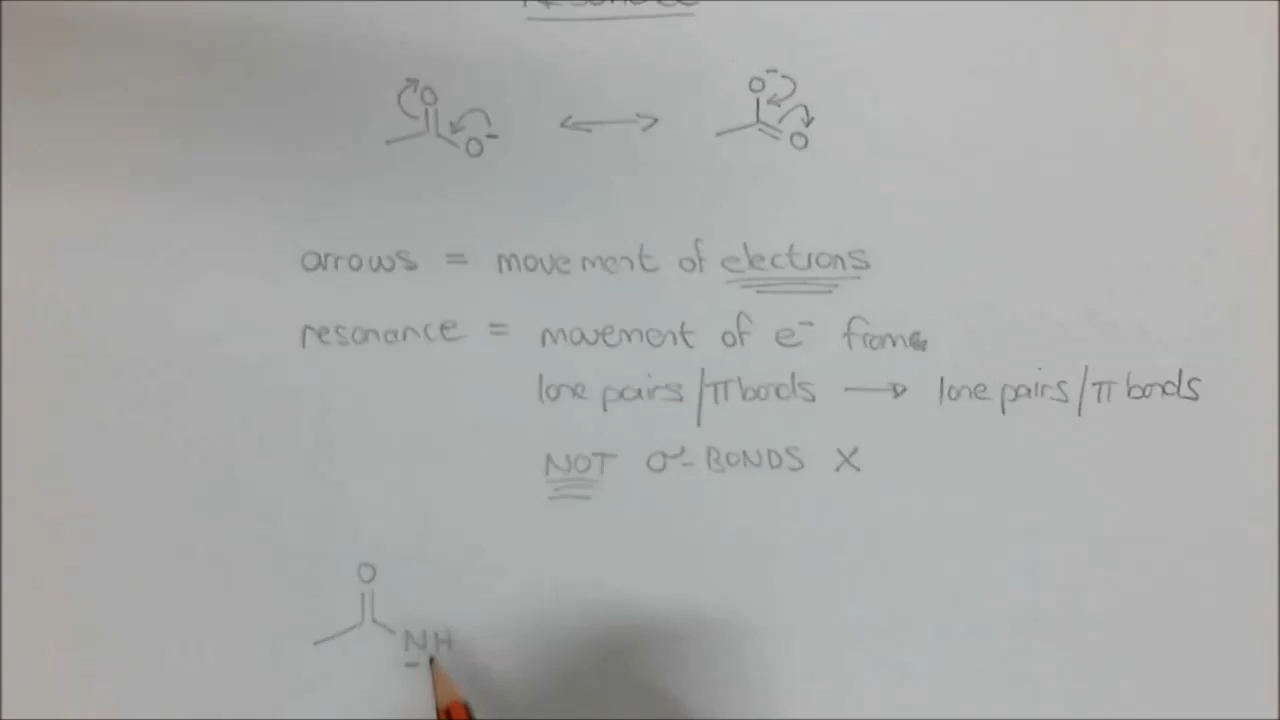 O O⁻
O⁻ O
arrows = movement of electrons
resonance = movement of e⁻ from
lone pairs/π bonds → lone pairs/π bonds
NOT σ-BONDS X
O
NH